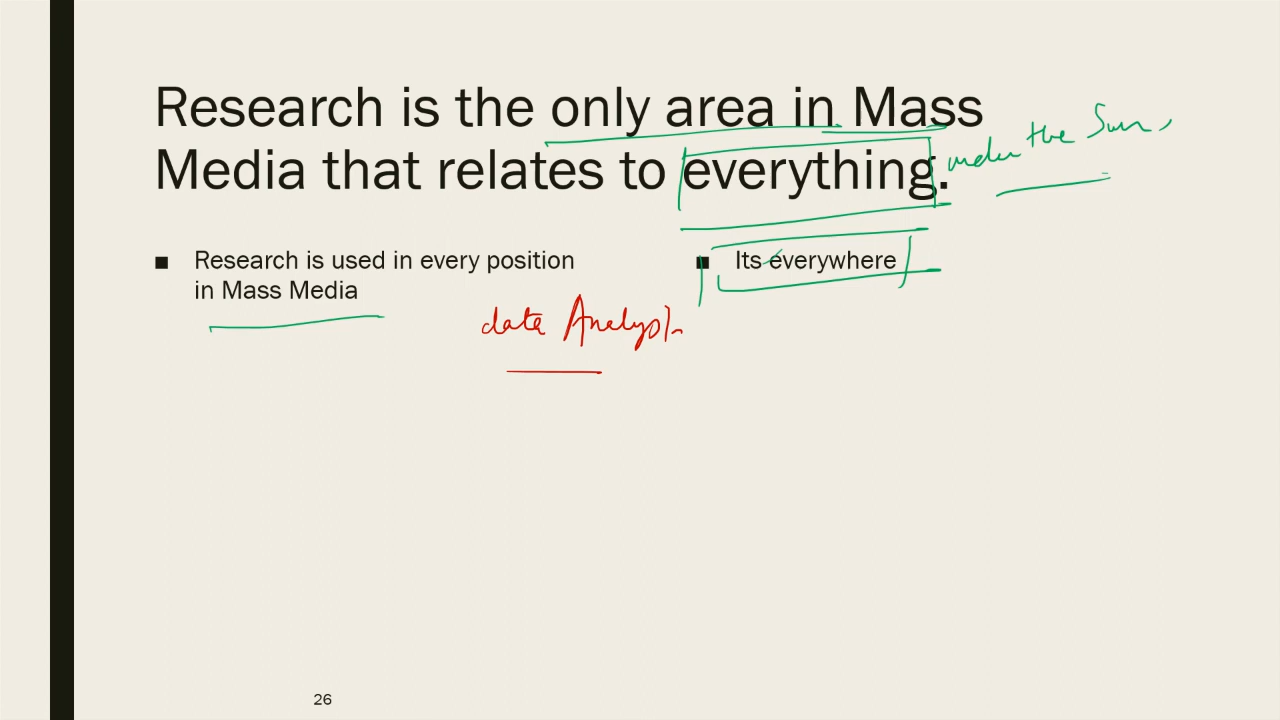 Research is the only area in Mass
Media that relates to everything.
under the Sun,
■ Research is used in every position
in Mass Media
■ Its everywhere
data Analyst
26